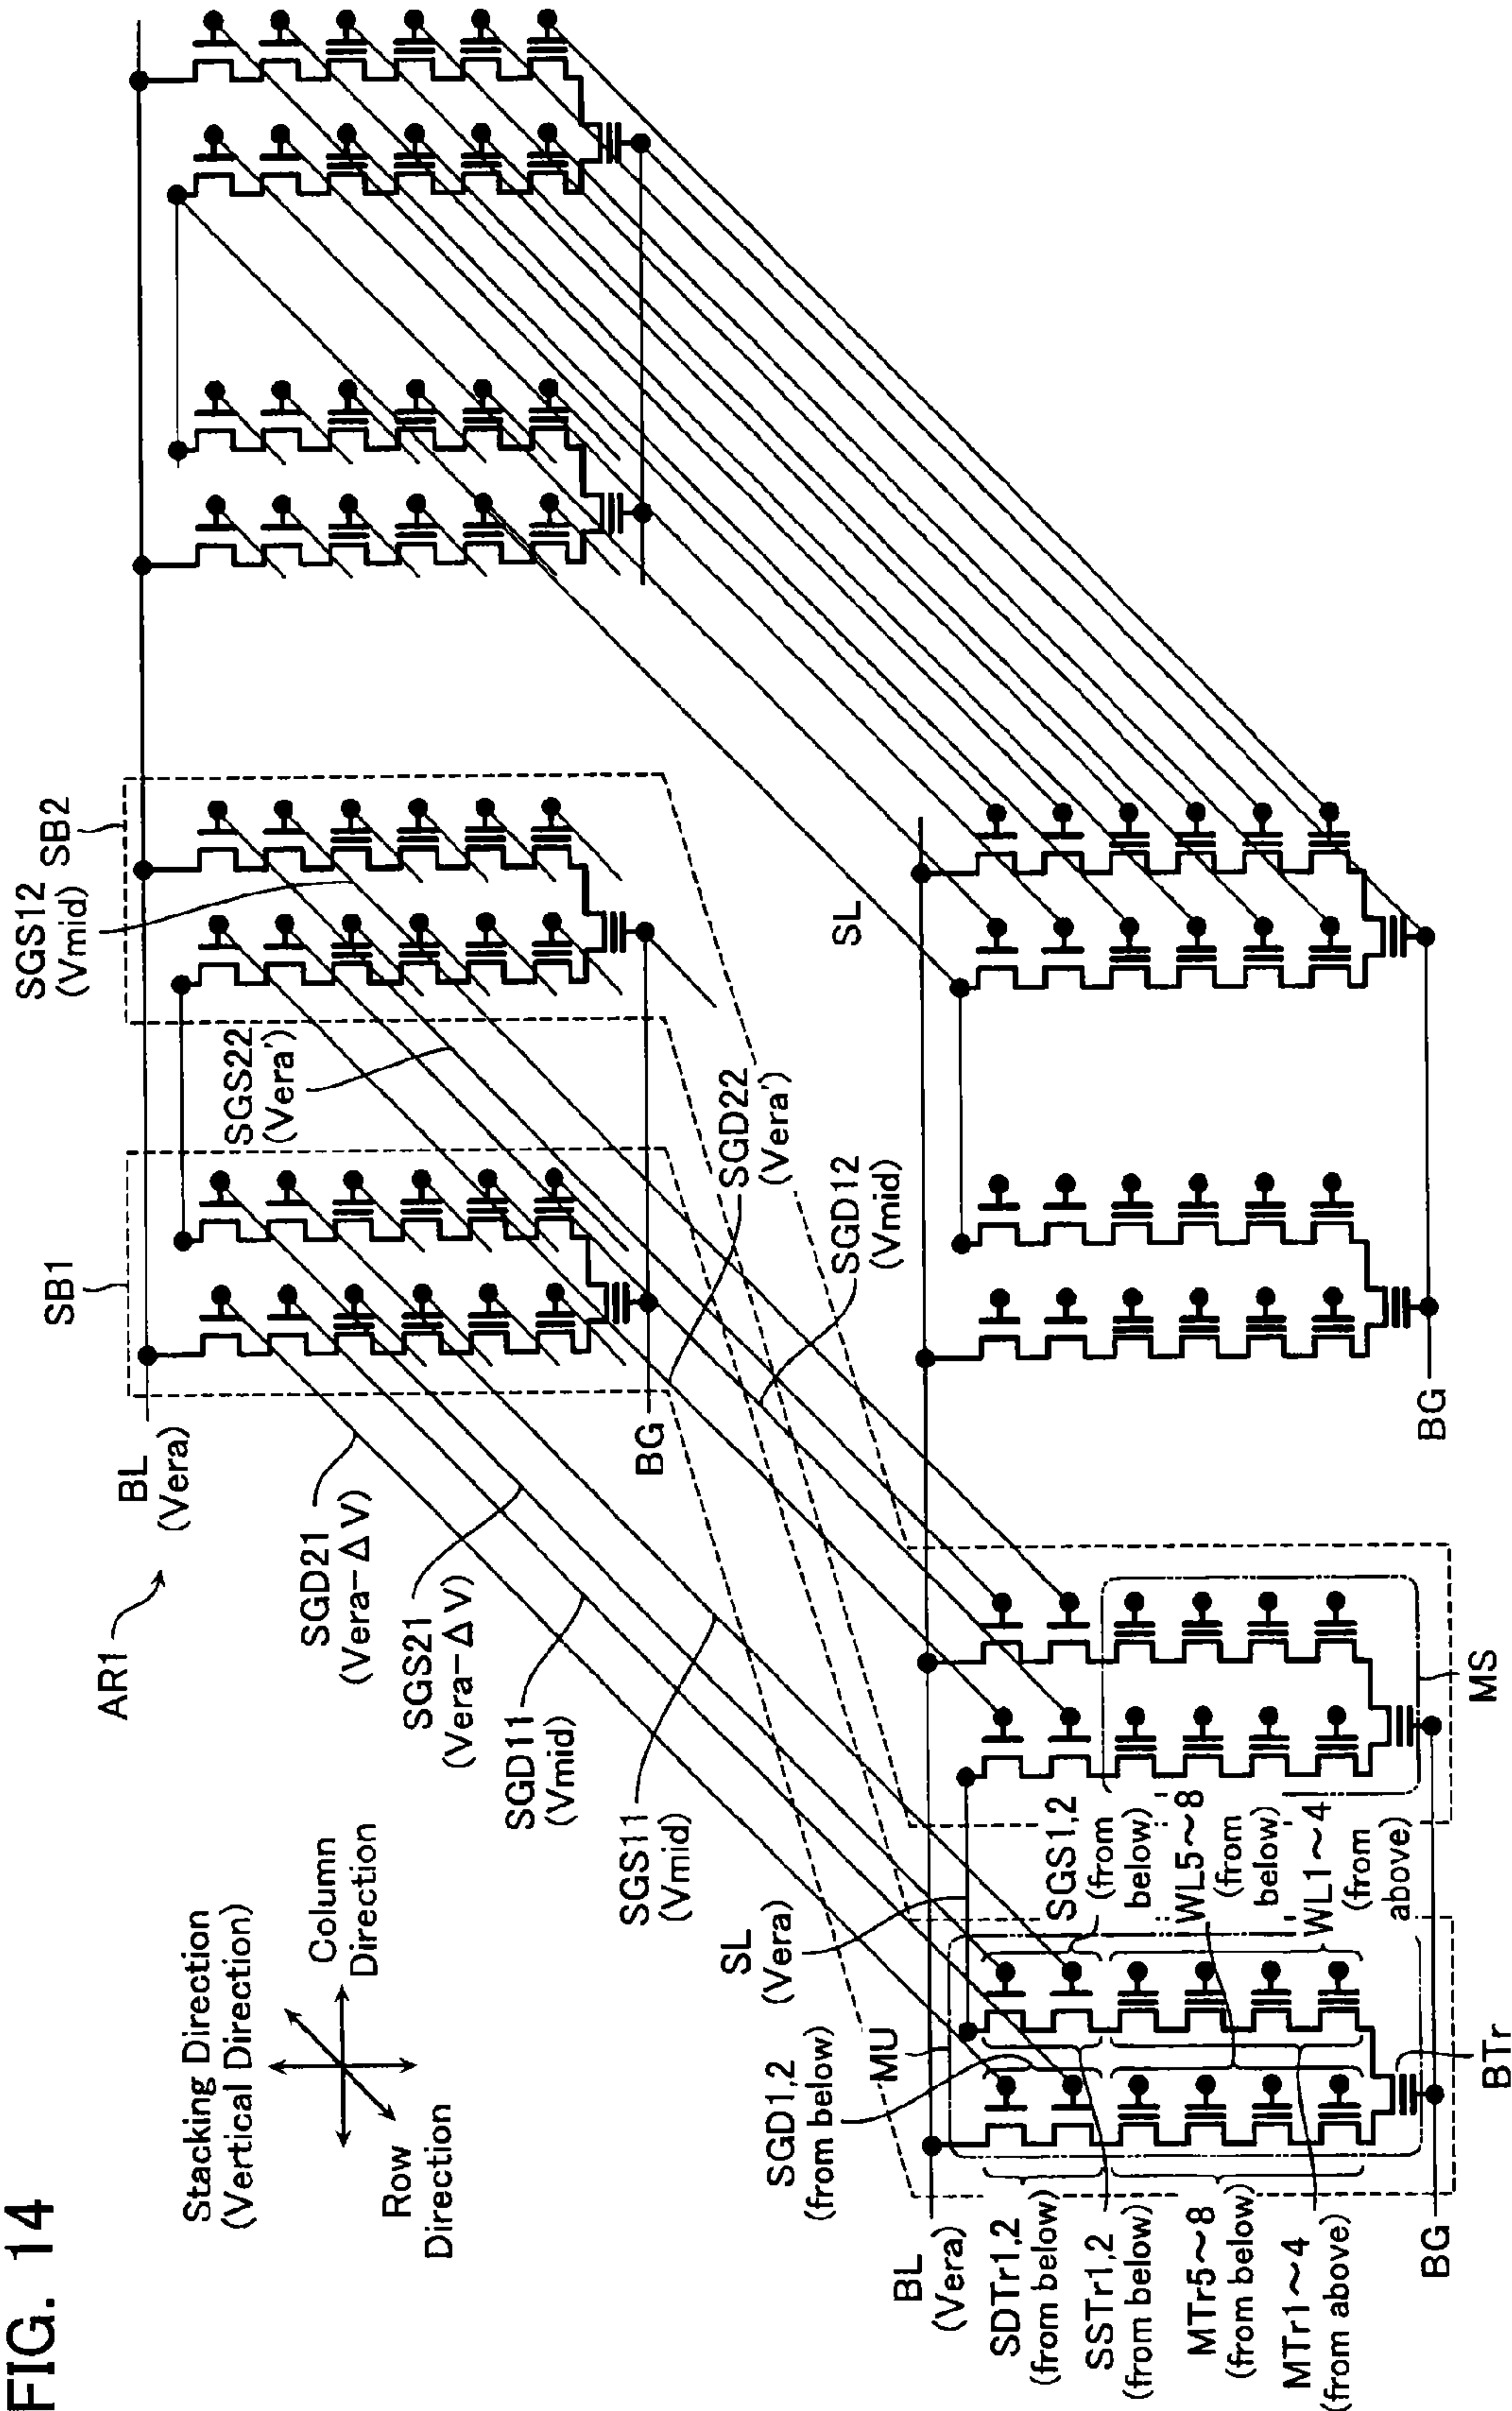 FIG. 14
Stacking Direction
(Vertical Direction)
Column
Direction
Row
Direction
AR1
BL
(Vera)
SB1
SB2
SGS12
(Vmid)
SGS22
(Vera')
SGD21
(Vera-ΔV)
SGS21
(Vera-ΔV)
SGD11
(Vmid)
SGS11
(Vmid)
BG
SGD22
(Vera')
SGD12
(Vmid)
SL
SL
(Vera)
MU
SGD1,2
(from below)
BL
(Vera)
SDTr1,2
(from below)
SSTr1,2
(from below)
MTr5~8
(from below)
MTr1~4
(from above)
SGS1,2
(from
below)
WL5~8
(from
below)
WL1~4
(from
above)
MS
BTr
BG
BG